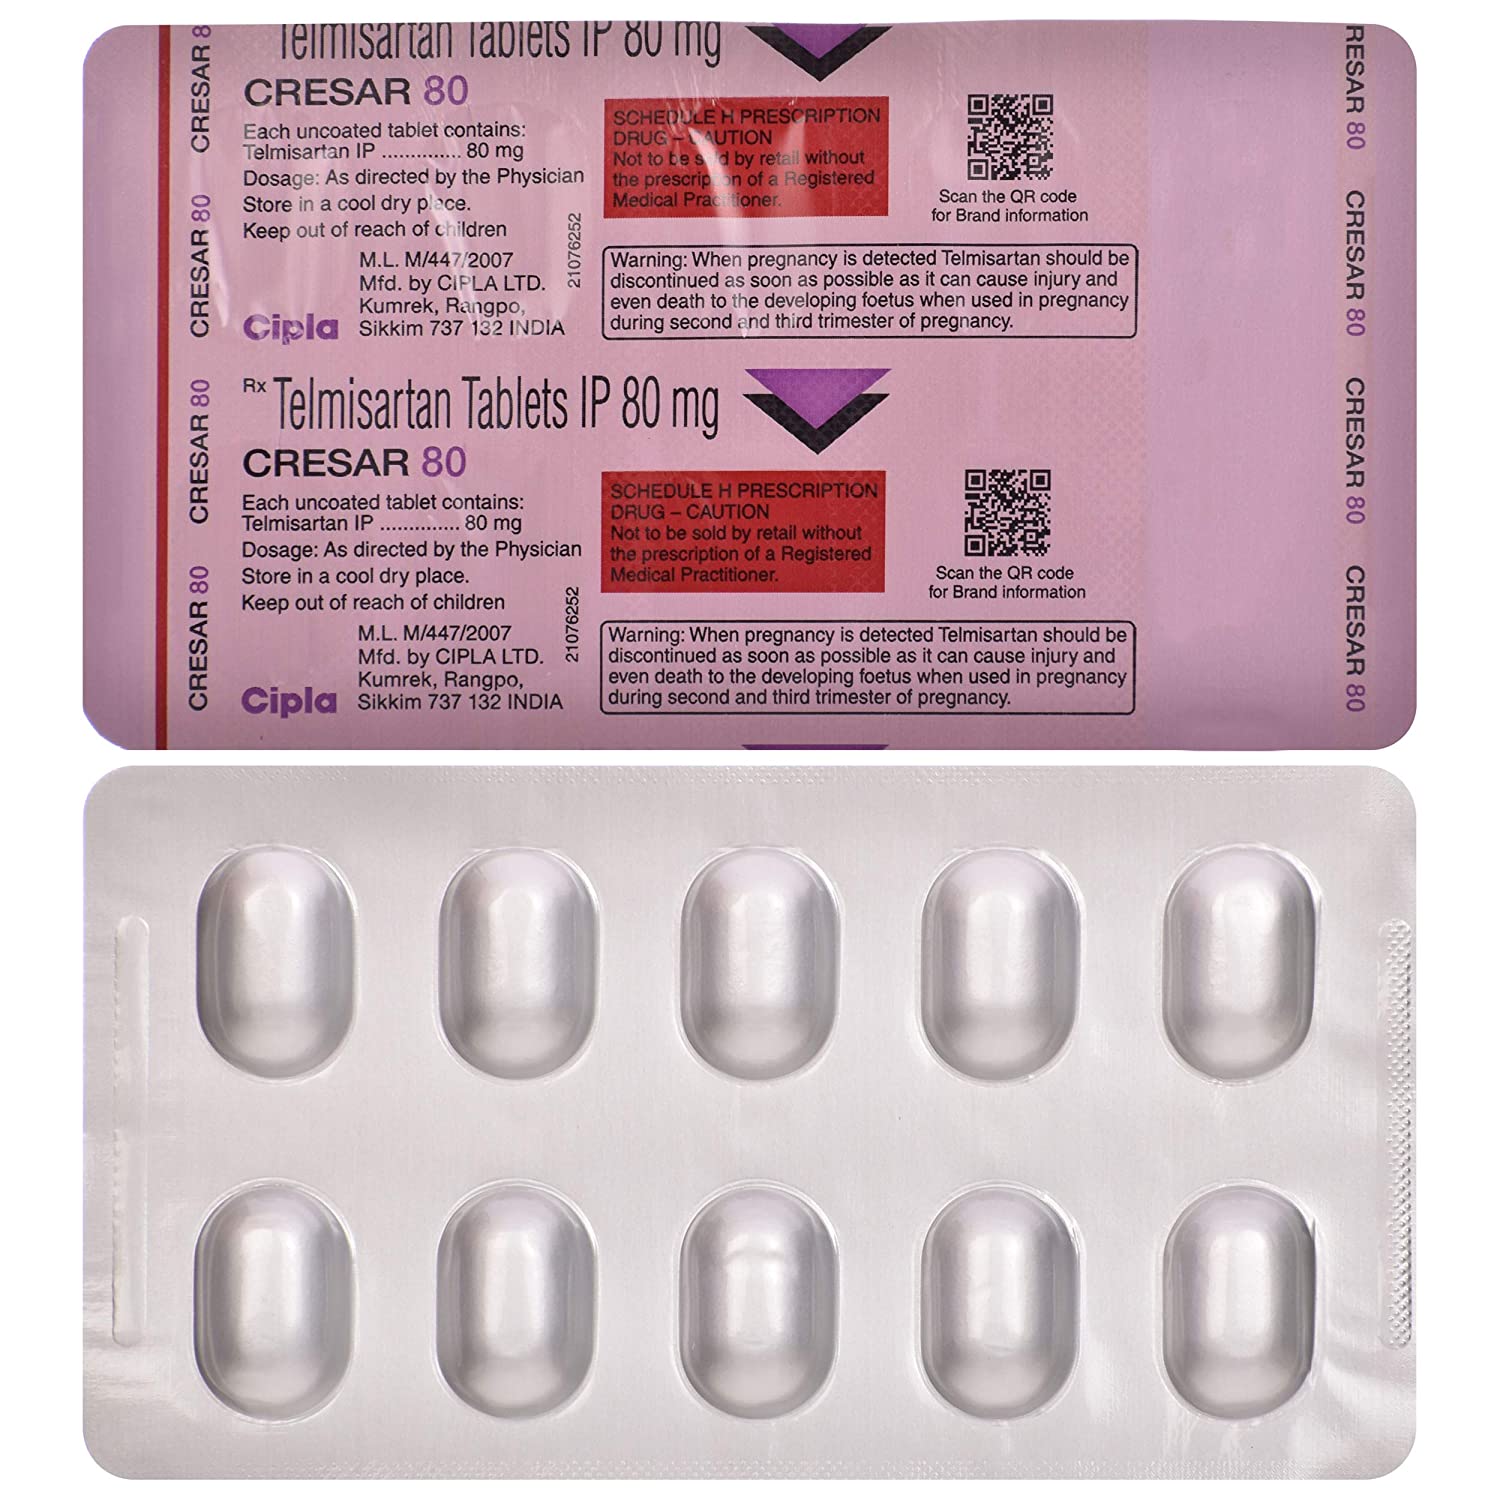 Telmisartan Tablets IP 80 mg
CRESAR 80
Each uncoated tablet contains:
Telmisartan IP .............. 80 mg
Dosage: As directed by the Physician
Store in a cool dry place.
Keep out of reach of children
M.L. M/447/2007
Mfd. by CIPLA LTD.
Kumrek, Rangpo,
Sikkim 737 132 INDIA
Cipla
21076252
SCHEDULE H PRESCRIPTION
DRUG – CAUTION
Not to be sold by retail without
the prescription of a Registered
Medical Practitioner.
Scan the QR code
for Brand information
Warning: When pregnancy is detected Telmisartan should be
discontinued as soon as possible as it can cause injury and
even death to the developing foetus when used in pregnancy
during second and third trimester of pregnancy.
Rx Telmisartan Tablets IP 80 mg
CRESAR 80
Each uncoated tablet contains:
Telmisartan IP .............. 80 mg
Dosage: As directed by the Physician
Store in a cool dry place.
Keep out of reach of children
M.L. M/447/2007
Mfd. by CIPLA LTD.
Kumrek, Rangpo,
Sikkim 737 132 INDIA
Cipla
21076252
SCHEDULE H PRESCRIPTION
DRUG – CAUTION
Not to be sold by retail without
the prescription of a Registered
Medical Practitioner.
Scan the QR code
for Brand information
Warning: When pregnancy is detected Telmisartan should be
discontinued as soon as possible as it can cause injury and
even death to the developing foetus when used in pregnancy
during second and third trimester of pregnancy.
CRESAR 80 CRESAR 80 CRESAR 80 CRESAR 8
RESAR 80 CRESAR 80 CRESAR 80 CRESAR 80